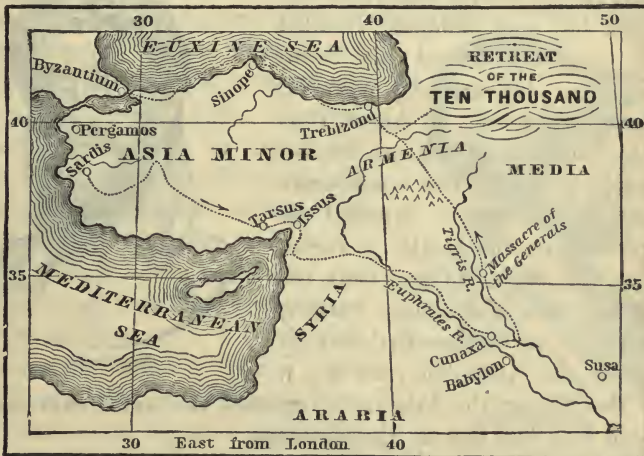 30 40 50
EUXINE SEA
RETREAT
OF THE
TEN THOUSAND
Byzantium
Sinope
Trebizond
40
40
Pergamos
ASIA MINOR
ARMENIA
MEDIA
Sardis
Tarsus
Issus
Tigris R.
Massacre of
the Generals
35
35
MEDITERRANEAN
SEA
SYRIA
Euphrates R.
Cunaxa
Babylon
Susa
ARABIA
30 East from London 40